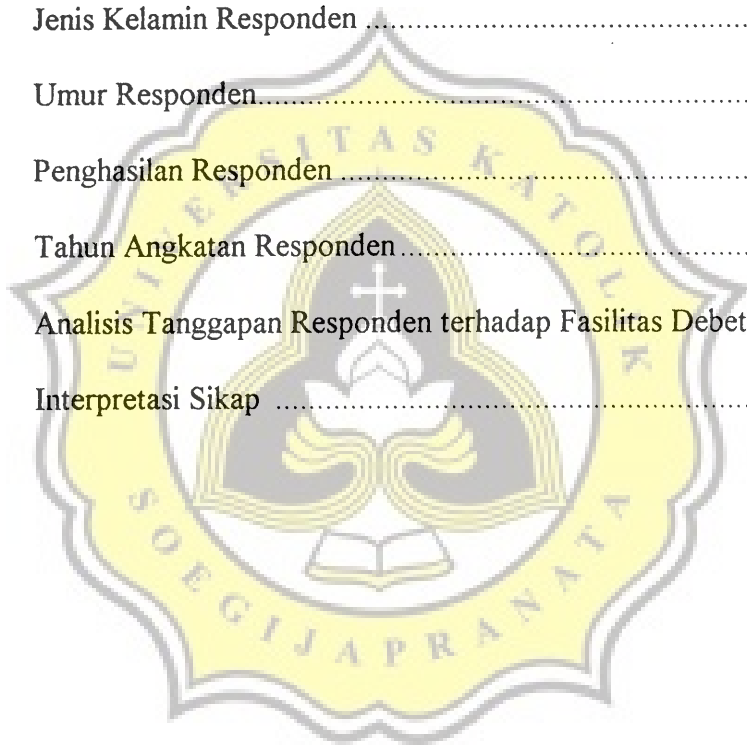 Jenis Kelamin Responden ..........................................................
Umur Responden..........................................................................
Penghasilan Responden ..............................................................
Tahun Angkatan Responden.....................................................
Analisis Tanggapan Responden terhadap Fasilitas Debet
Interpretasi Sikap .......................................................................
UNIVERSITAS KATOLIK
SOEGIJAPRANATA